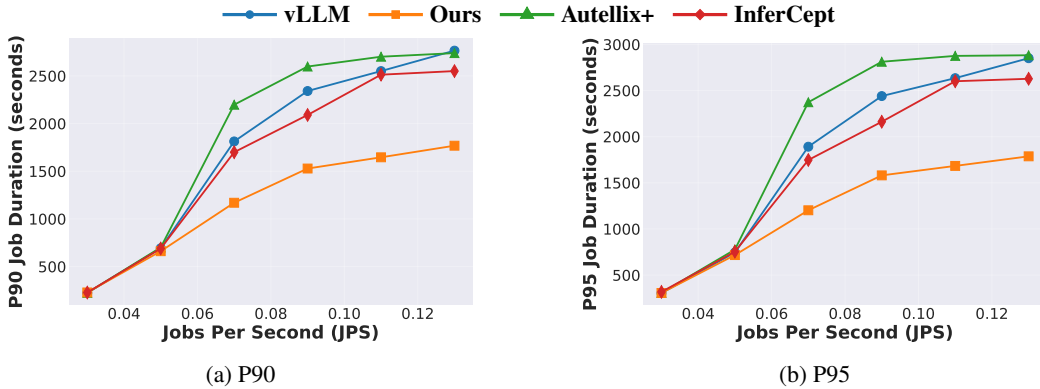 vLLM Ours Autellix+ InferCept
P90 Job Duration (seconds)
2500
2000
1500
1000
500
0.04 0.06 0.08 0.10 0.12
Jobs Per Second (JPS)
(a) P90
P95 Job Duration (seconds)
3000
2500
2000
1500
1000
500
0.04 0.06 0.08 0.10 0.12
Jobs Per Second (JPS)
(b) P95